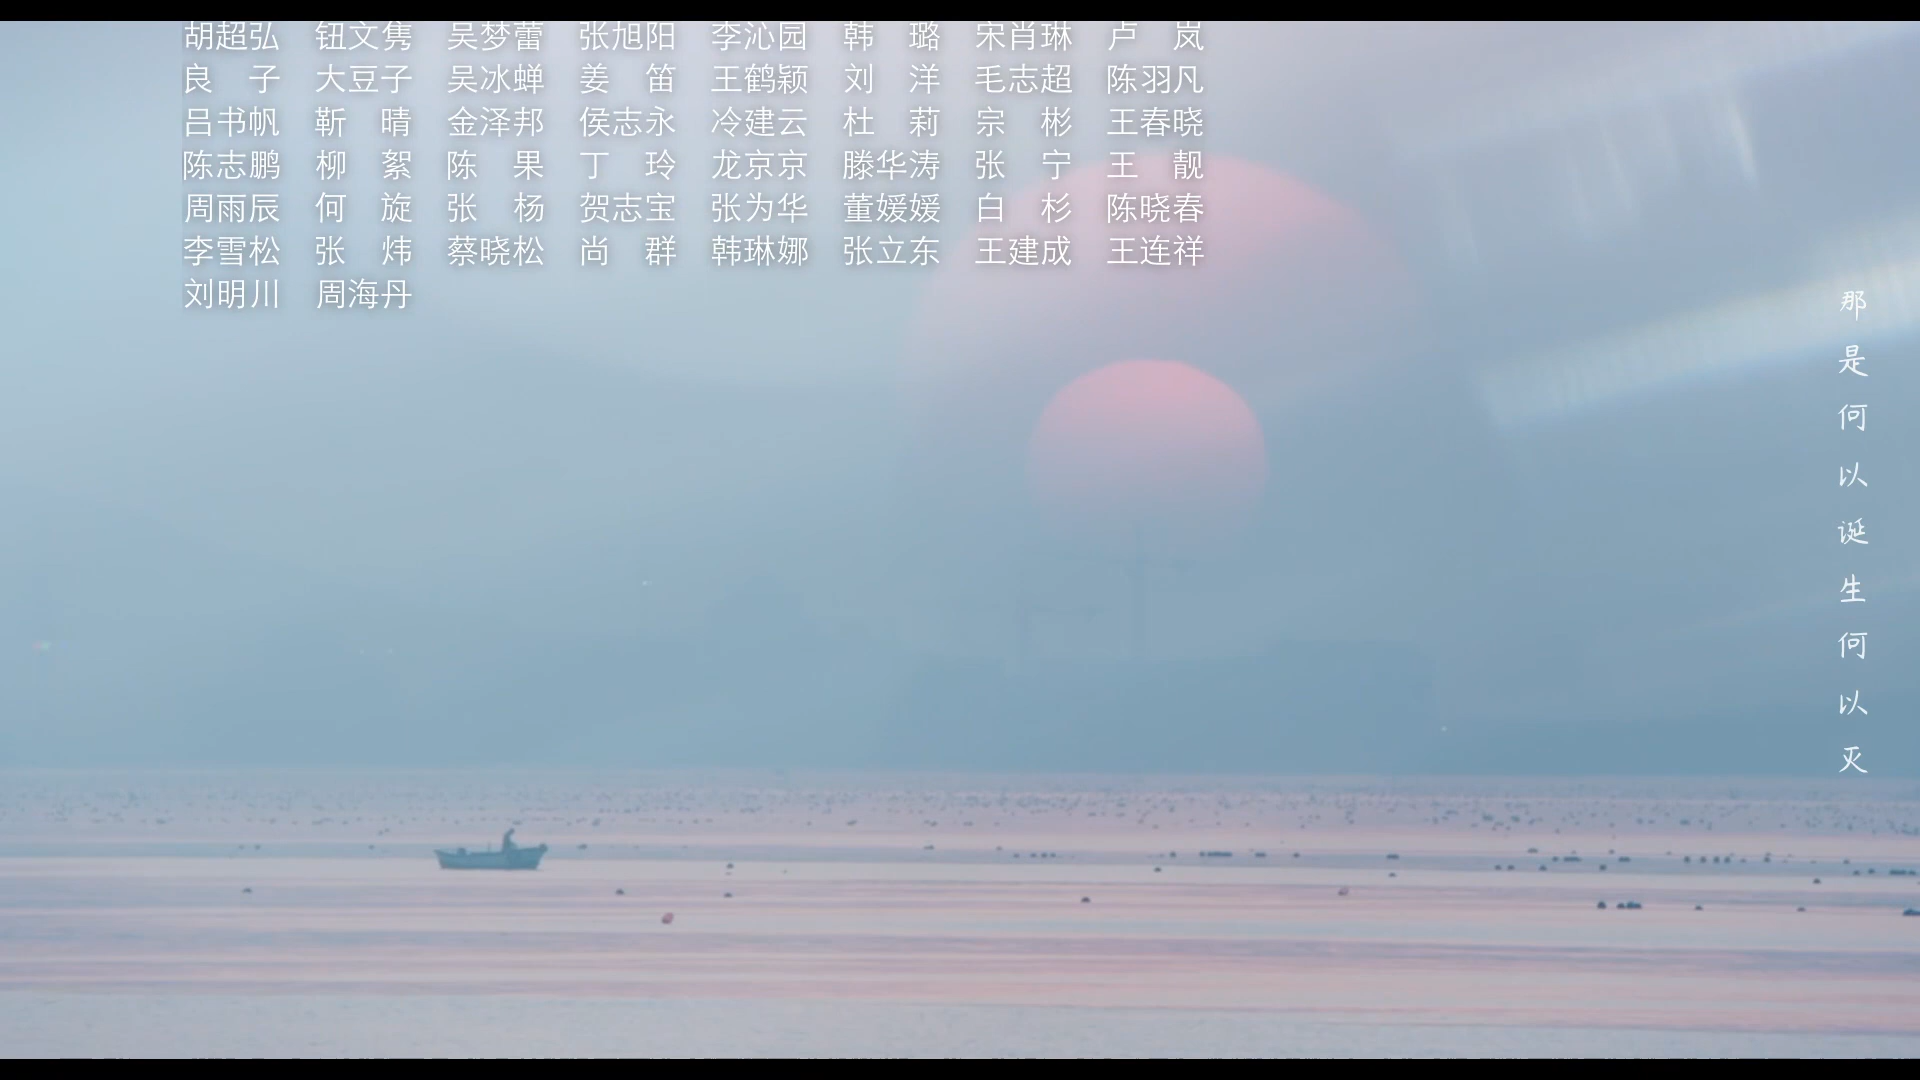 胡超弘 钮文隽 吴梦蕾 张旭阳 李沁园 韩 璐 宋肖琳 卢 岚
良 子 大豆子 吴冰蝉 姜 笛 王鹤颖 刘 洋 毛志超 陈羽凡
吕书帆 靳 晴 金泽邦 侯志永 冷建云 杜 莉 宗 彬 王春晓
陈志鹏 柳 絮 陈 果 丁 玲 龙京京 滕华涛 张 宁 王 靓
周雨辰 何 旋 张 杨 贺志宝 张为华 董媛媛 白 杉 陈晓春
李雪松 张 炜 蔡晓松 尚 群 韩琳娜 张立东 王建成 王连祥
刘明川 周海丹
那是何以诞生何以灭